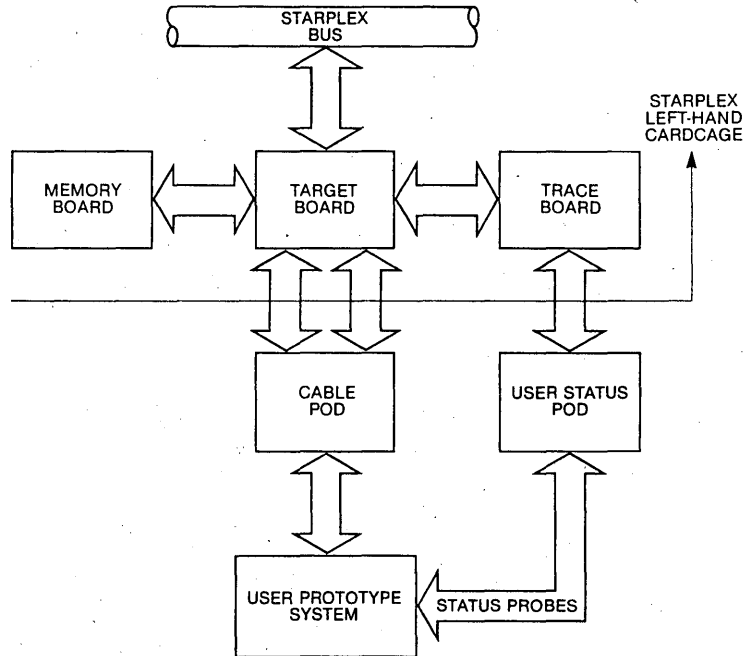 STARPLEX
BUS
STARPLEX
LEFT-HAND
CARDCAGE
MEMORY
BOARD
TARGET
BOARD
TRACE
BOARD
CABLE
POD
USER STATUS
POD
USER PROTOTYPE
SYSTEM
STATUS PROBES